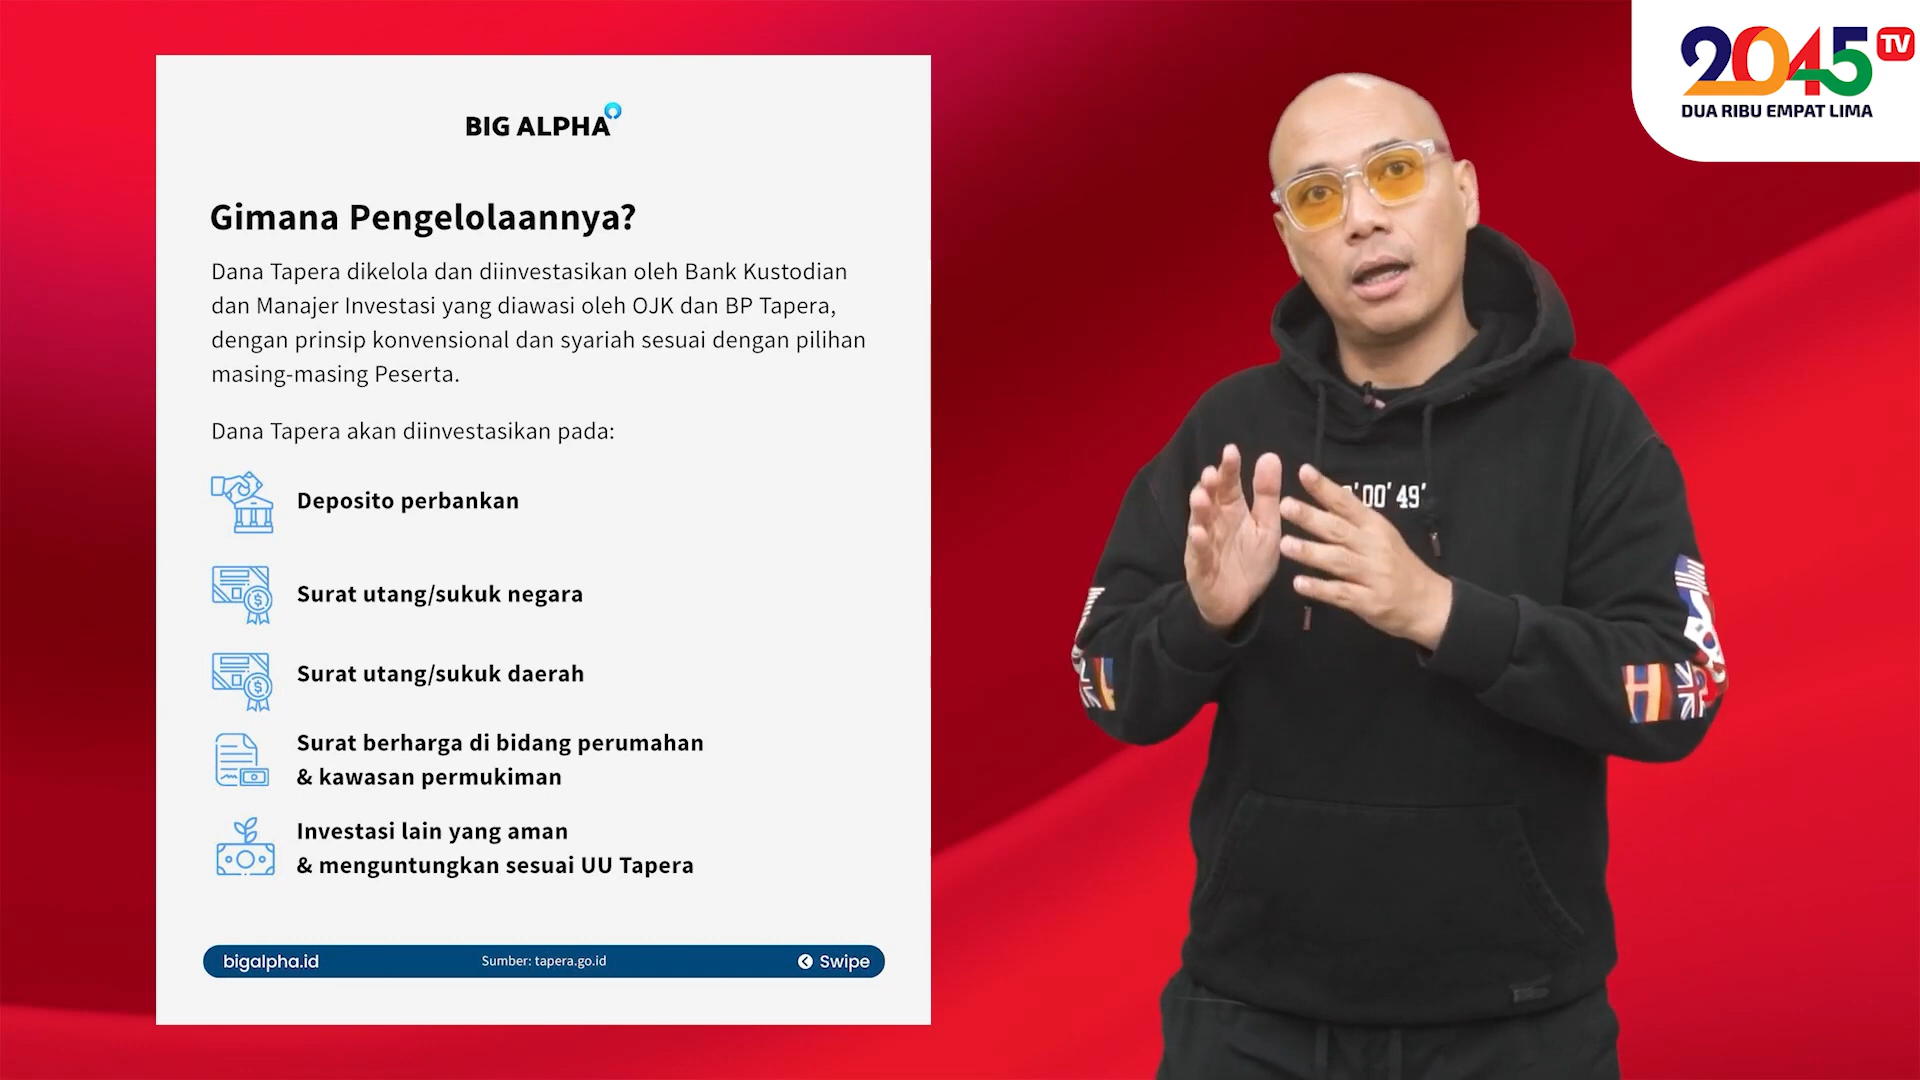 BIG ALPHA
Gimana Pengelolaannya?
Dana Tapera dikelola dan diinvestasikan oleh Bank Kustodian
dan Manajer Investasi yang diawasi oleh OJK dan BP Tapera,
dengan prinsip konvensional dan syariah sesuai dengan pilihan
masing-masing Peserta.
Dana Tapera akan diinvestasikan pada:
Deposito perbankan
Surat utang/sukuk negara
Surat utang/sukuk daerah
Surat berharga di bidang perumahan
& kawasan permukiman
Investasi lain yang aman
& menguntungkan sesuai UU Tapera
bigalpha.id
Sumber: tapera.go.id
Swipe
2045 TV
DUA RIBU EMPAT LIMA
00' 49'